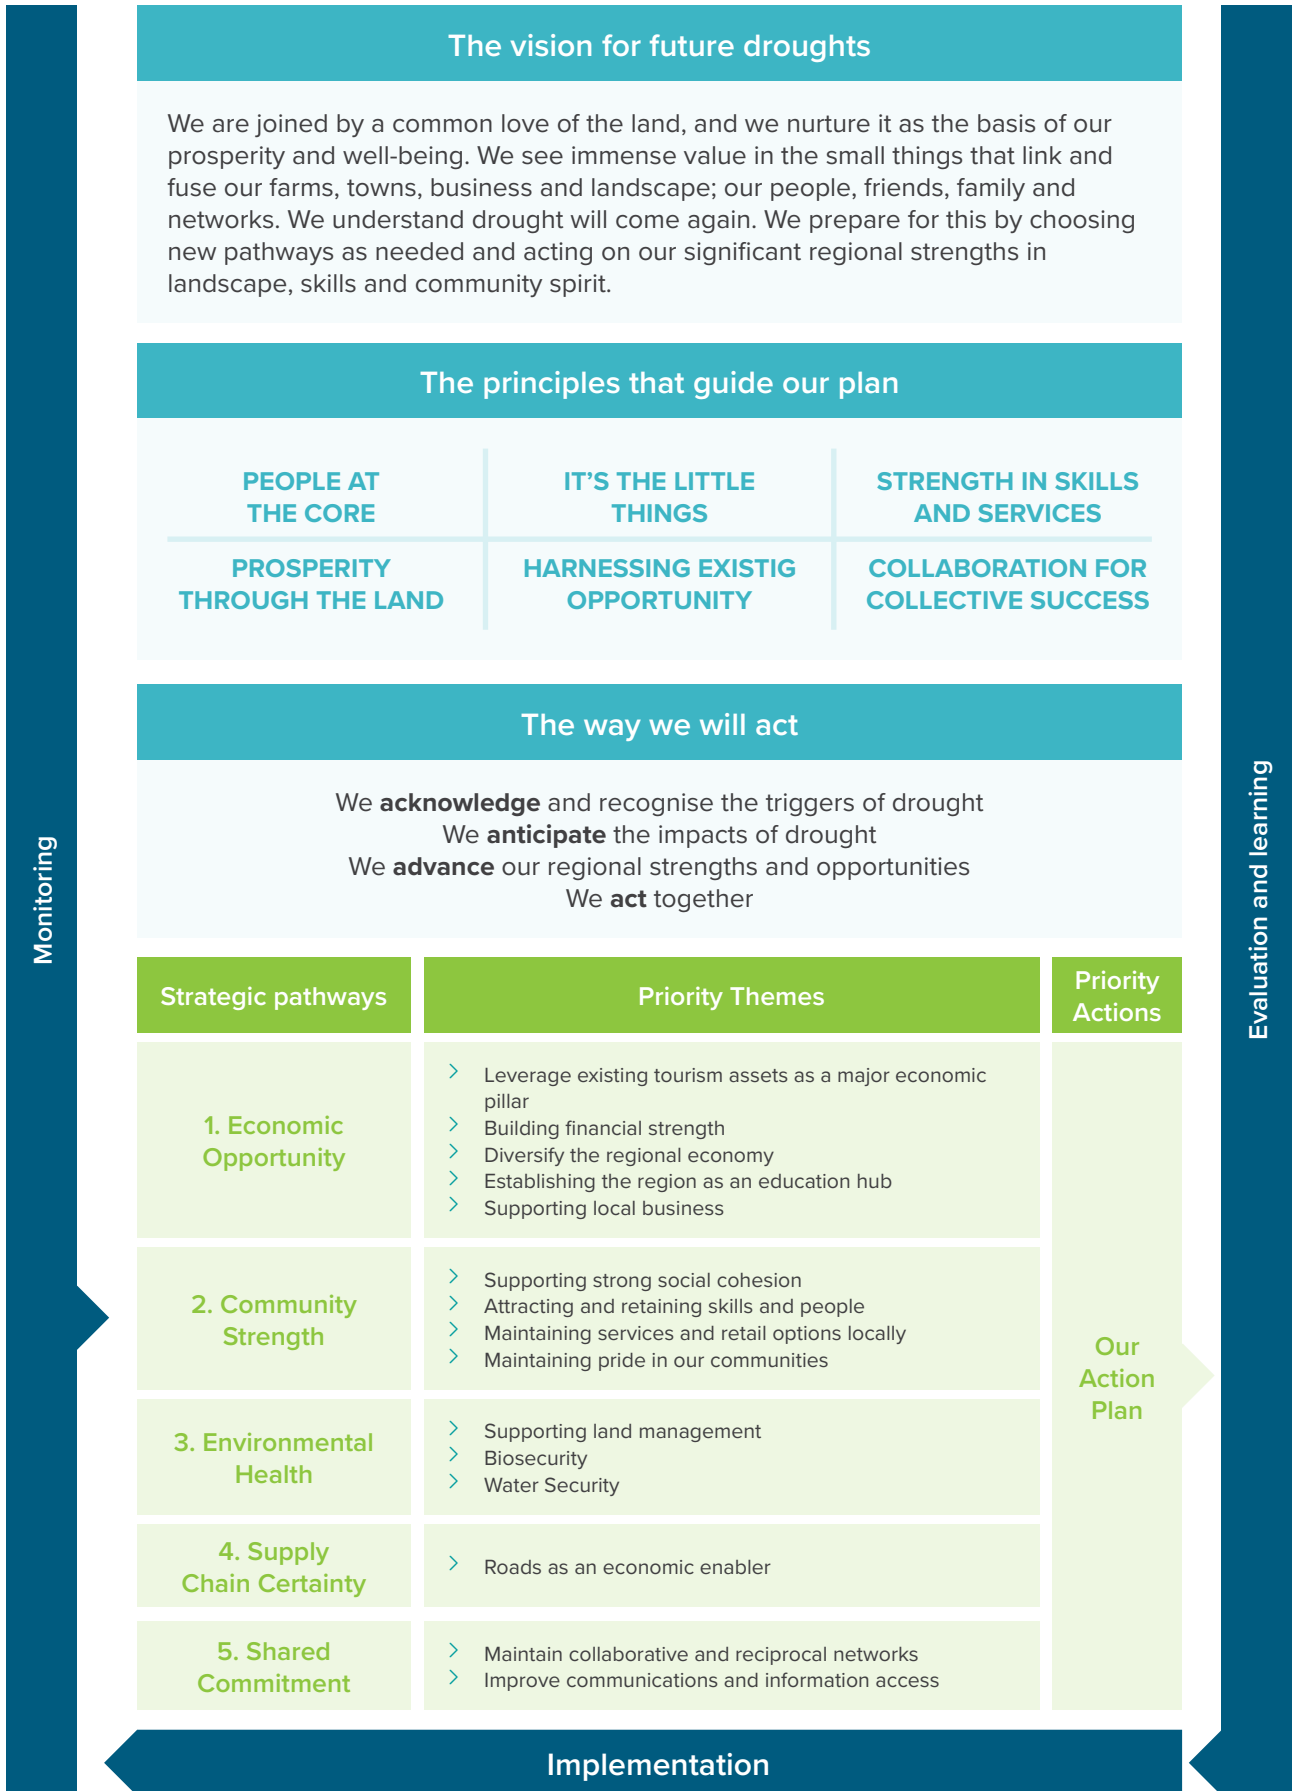 The vision for future droughts
We are joined by a common love of the land, and we nurture it as the basis of our
prosperity and well-being. We see immense value in the small things that link and
fuse our farms, towns, business and landscape; our people, friends, family and
networks. We understand drought will come again. We prepare for this by choosing
new pathways as needed and acting on our significant regional strengths in
landscape, skills and community spirit.
The principles that guide our plan
PEOPLE AT
THE CORE
IT’S THE LITTLE
THINGS
STRENGTH IN SKILLS
AND SERVICES
PROSPERITY
THROUGH THE LAND
HARNESSING EXISTIG
OPPORTUNITY
COLLABORATION FOR
COLLECTIVE SUCCESS
The way we will act
We acknowledge and recognise the triggers of drought
We anticipate the impacts of drought
We advance our regional strengths and opportunities
We act together
Monitoring
Evaluation and learning
Strategic pathways
Priority Themes
Priority
Actions
1. Economic
Opportunity
Leverage existing tourism assets as a major economic
pillar
Building financial strength
Diversify the regional economy
Establishing the region as an education hub
Supporting local business
2. Community
Strength
Supporting strong social cohesion
Attracting and retaining skills and people
Maintaining services and retail options locally
Maintaining pride in our communities
Our
Action
Plan
3. Environmental
Health
Supporting land management
Biosecurity
Water Security
4. Supply
Chain Certainty
Roads as an economic enabler
5. Shared
Commitment
Maintain collaborative and reciprocal networks
Improve communications and information access
Implementation